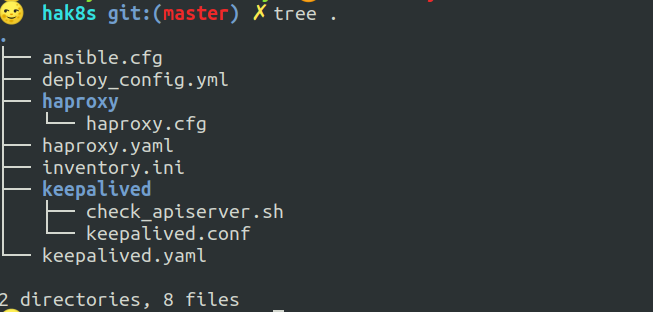 hak8s git:(master) ✗ tree .
.
├── ansible.cfg
├── deploy_config.yml
├── haproxy
│   └── haproxy.cfg
├── haproxy.yaml
├── inventory.ini
├── keepalived
│   ├── check_apiserver.sh
│   └── keepalived.conf
└── keepalived.yaml
2 directories, 8 files